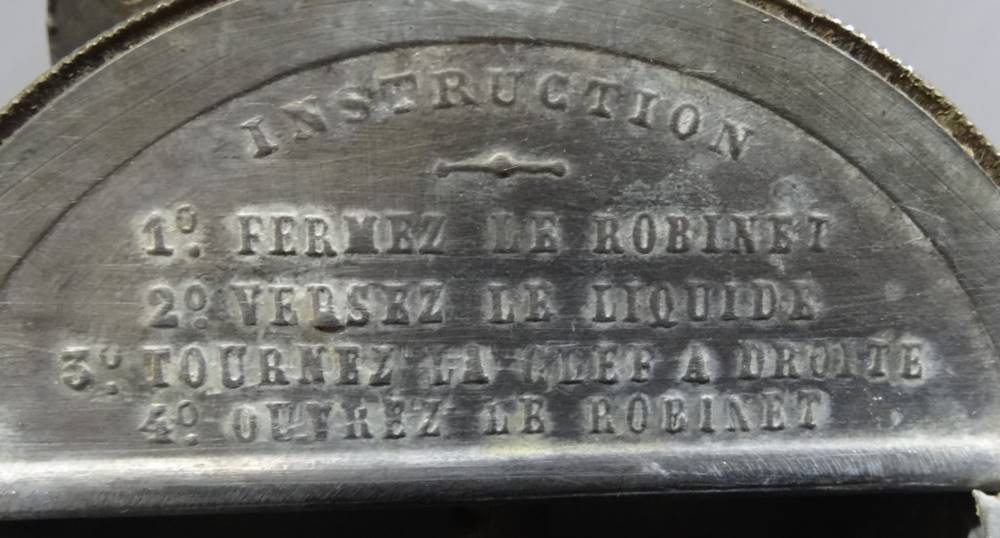 INSTRUCTION
1º. FERMEZ LE ROBINET
2º. VERSEZ LE LIQUIDE
3º. TOURNEZ LA CLEF A DROITE
4º. OUVREZ LE ROBINET